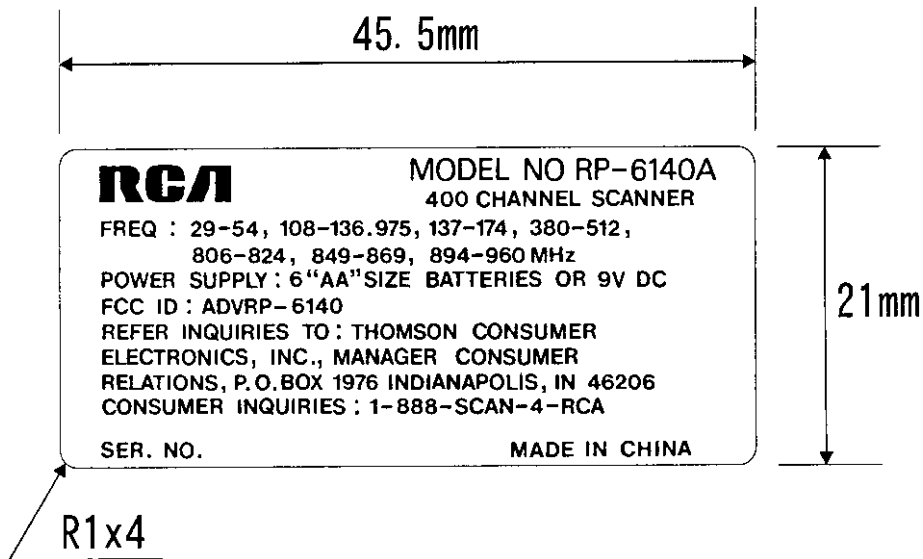 45.5mm
RCA
MODEL NO RP-6140A
400 CHANNEL SCANNER
FREQ : 29-54, 108-136.975, 137-174, 380-512,
806-824, 849-869, 894-960 MHz
POWER SUPPLY : 6 "AA" SIZE BATTERIES OR 9V DC
FCC ID : ADVRP-6140
REFER INQUIRIES TO : THOMSON CONSUMER
ELECTRONICS, INC., MANAGER CONSUMER
RELATIONS, P.O.BOX 1976 INDIANAPOLIS, IN 46206
CONSUMER INQUIRIES : 1-888-SCAN-4-RCA
SER. NO. MADE IN CHINA
21mm
R1x4